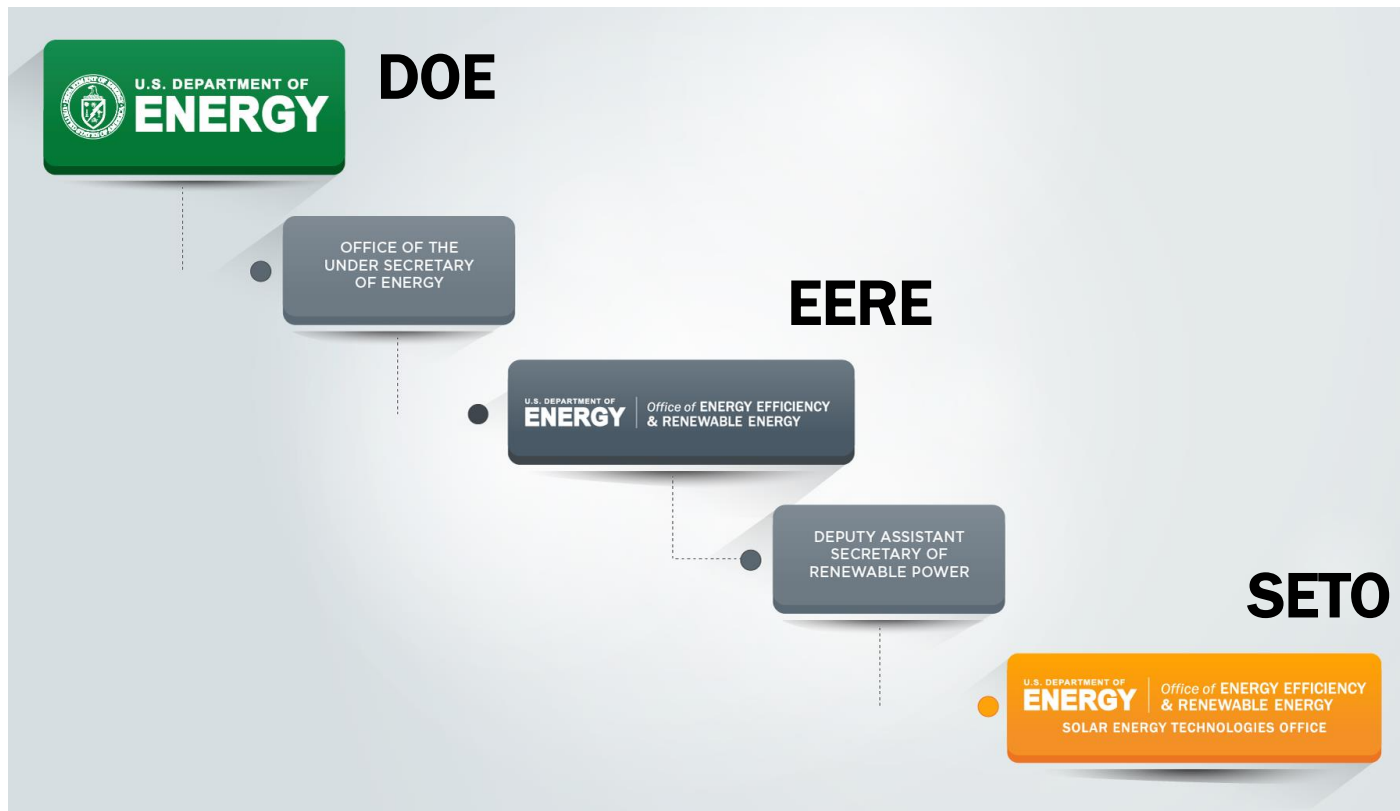 U.S. DEPARTMENT OF
ENERGY
DOE
OFFICE OF THE
UNDER SECRETARY
OF ENERGY
EERE
U.S. DEPARTMENT OF
ENERGY
Office of ENERGY EFFICIENCY
& RENEWABLE ENERGY
DEPUTY ASSISTANT
SECRETARY OF
RENEWABLE POWER
SETO
U.S. DEPARTMENT OF
ENERGY
Office of ENERGY EFFICIENCY
& RENEWABLE ENERGY
SOLAR ENERGY TECHNOLOGIES OFFICE